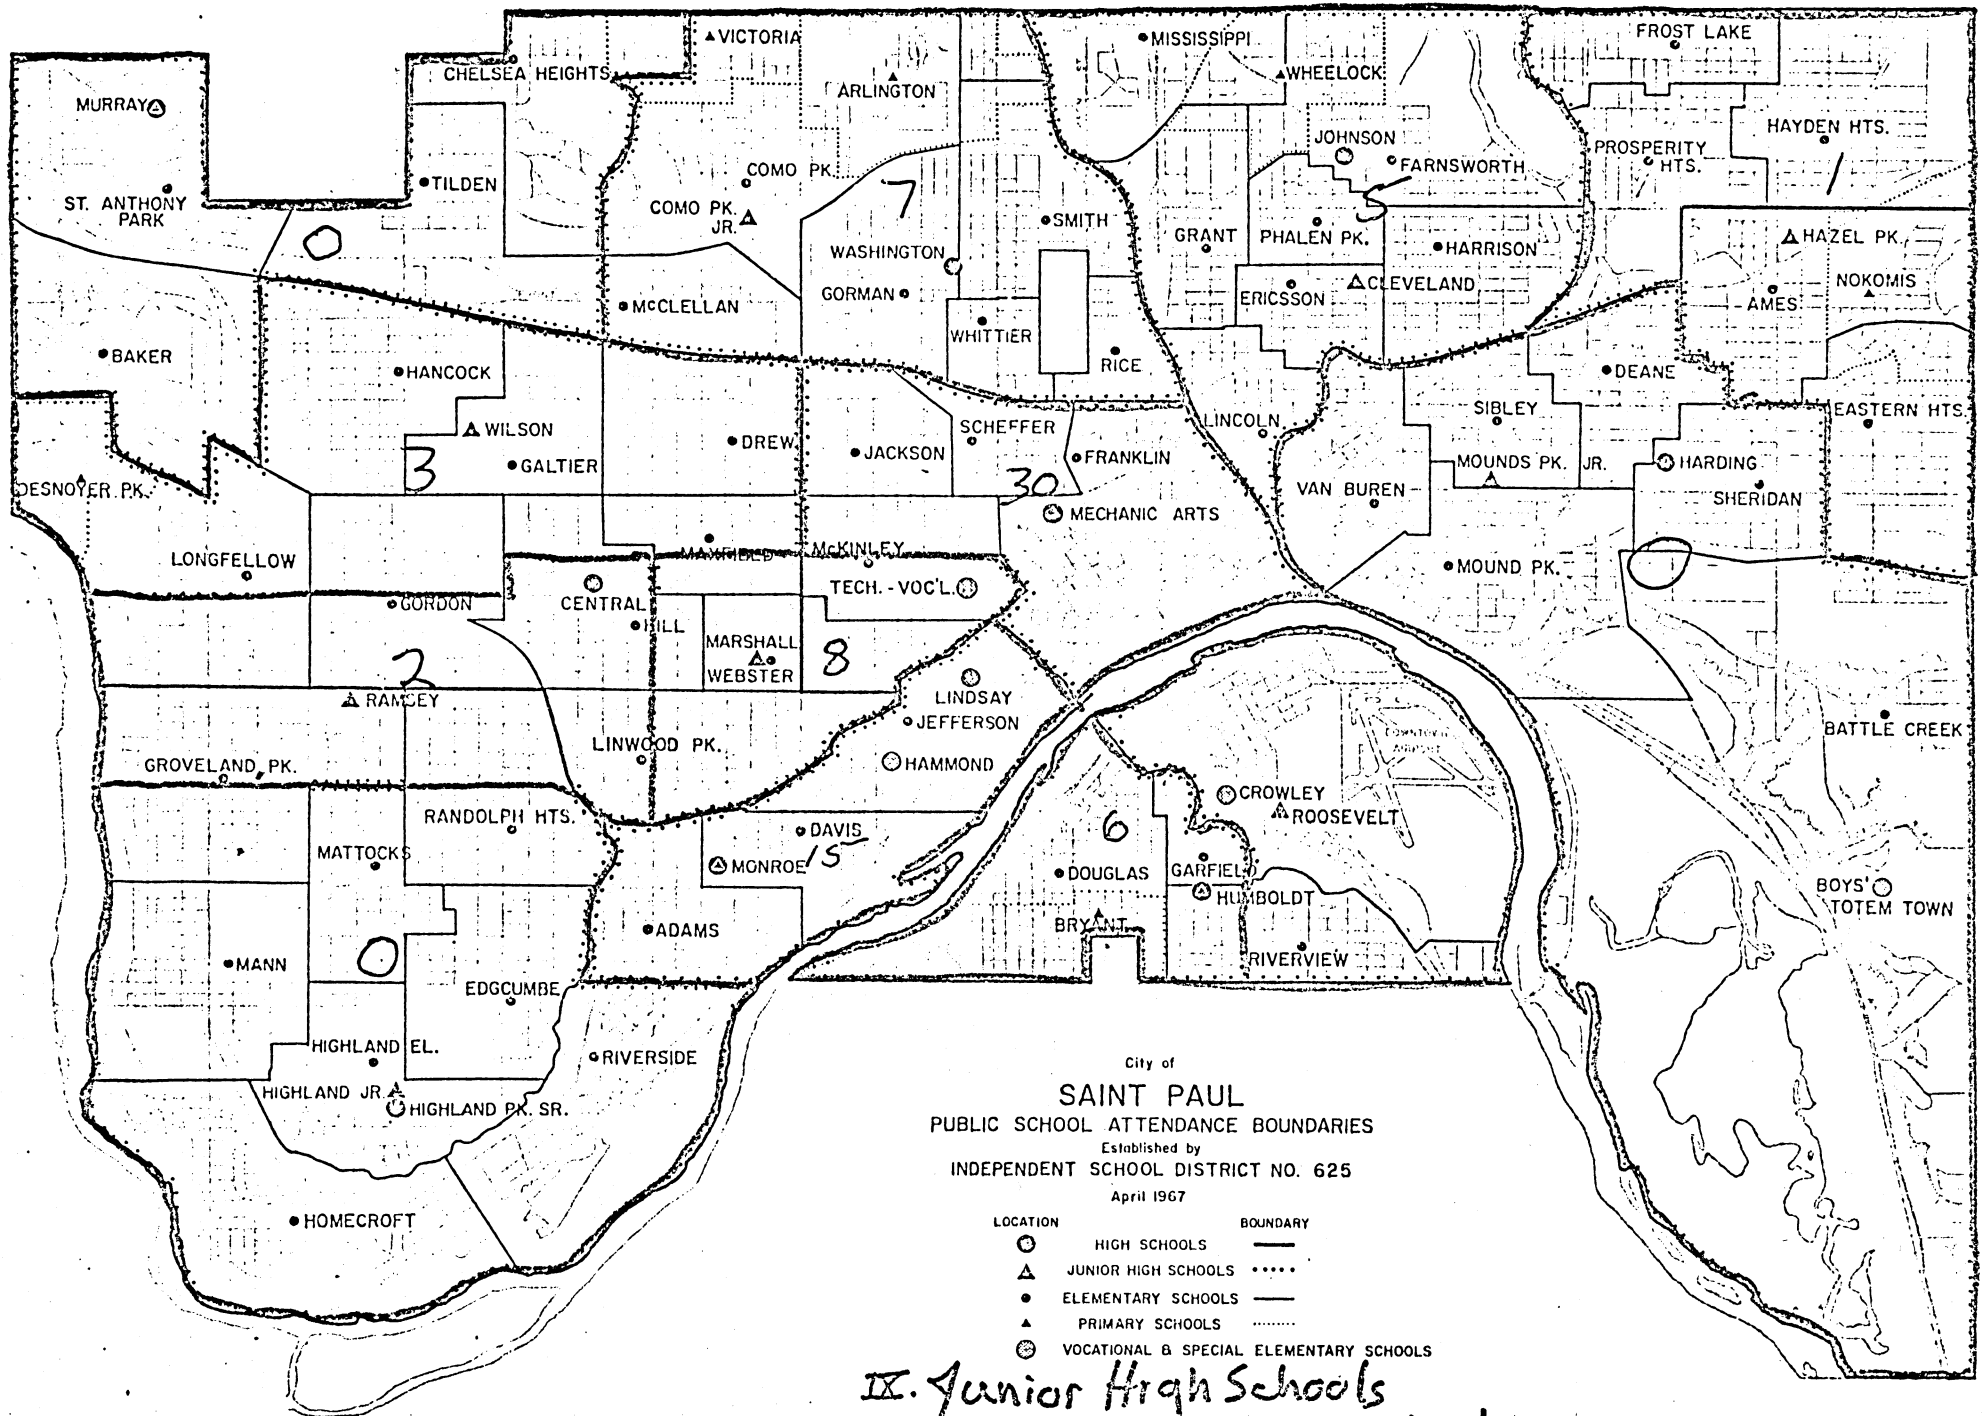 VICTORIA
MISSISSIPPI
FROST LAKE
CHELSEA HEIGHTS
WHEELOCK
ARLINGTON
MURRAY
HAYDEN HTS.
JOHNSON
PROSPERITY
HTS.
FARNSWORTH
COMO PK.
TILDEN
7
1
ST. ANTHONY
PARK
COMO PK.
JR.
5
SMITH
GRANT
PHALEN PK.
HARRISON
HAZEL PK.
0
WASHINGTON
GORMAN
ERICSSON
CLEVELAND
NOKOMIS
AMES
McCLELLAN
WHITTIER
BAKER
HANCOCK
RICE
DEANE
WILSON
DREW
JACKSON
SCHEFFER
LINCOLN
SIBLEY
EASTERN HTS.
GALTIER
3
FRANKLIN
30
MOUNDS PK. JR.
HARDING
DESNOYER PK.
VAN BUREN
SHERIDAN
MECHANIC ARTS
LONGFELLOW
MAXFIELD
McKINLEY
MOUND PK.
0
TECH.-VOC'L.
GORDON
CENTRAL
HILL
MARSHALL
WEBSTER
8
2
RAMSEY
LINDSAY
JEFFERSON
BATTLE CREEK
DOWNTOWN
AIRPORT
LINWOOD PK.
GROVELAND PK.
HAMMOND
CROWLEY
ROOSEVELT
RANDOLPH HTS.
DAVIS
6
MATTOCKS
MONROE
15
DOUGLAS
GARFIELD
HUMBOLDT
BOYS'
TOTEM TOWN
BRYANT
ADAMS
MANN
0
RIVERVIEW
EDGCUMBE
HIGHLAND EL.
RIVERSIDE
HIGHLAND JR.
HIGHLAND PK. SR.
HOMECROFT
City of
SAINT PAUL
PUBLIC SCHOOL ATTENDANCE BOUNDARIES
Established by
INDEPENDENT SCHOOL DISTRICT NO. 625
April 1967
LOCATION BOUNDARY
HIGH SCHOOLS
JUNIOR HIGH SCHOOLS
ELEMENTARY SCHOOLS
PRIMARY SCHOOLS
VOCATIONAL & SPECIAL ELEMENTARY SCHOOLS
IX. Junior High Schools